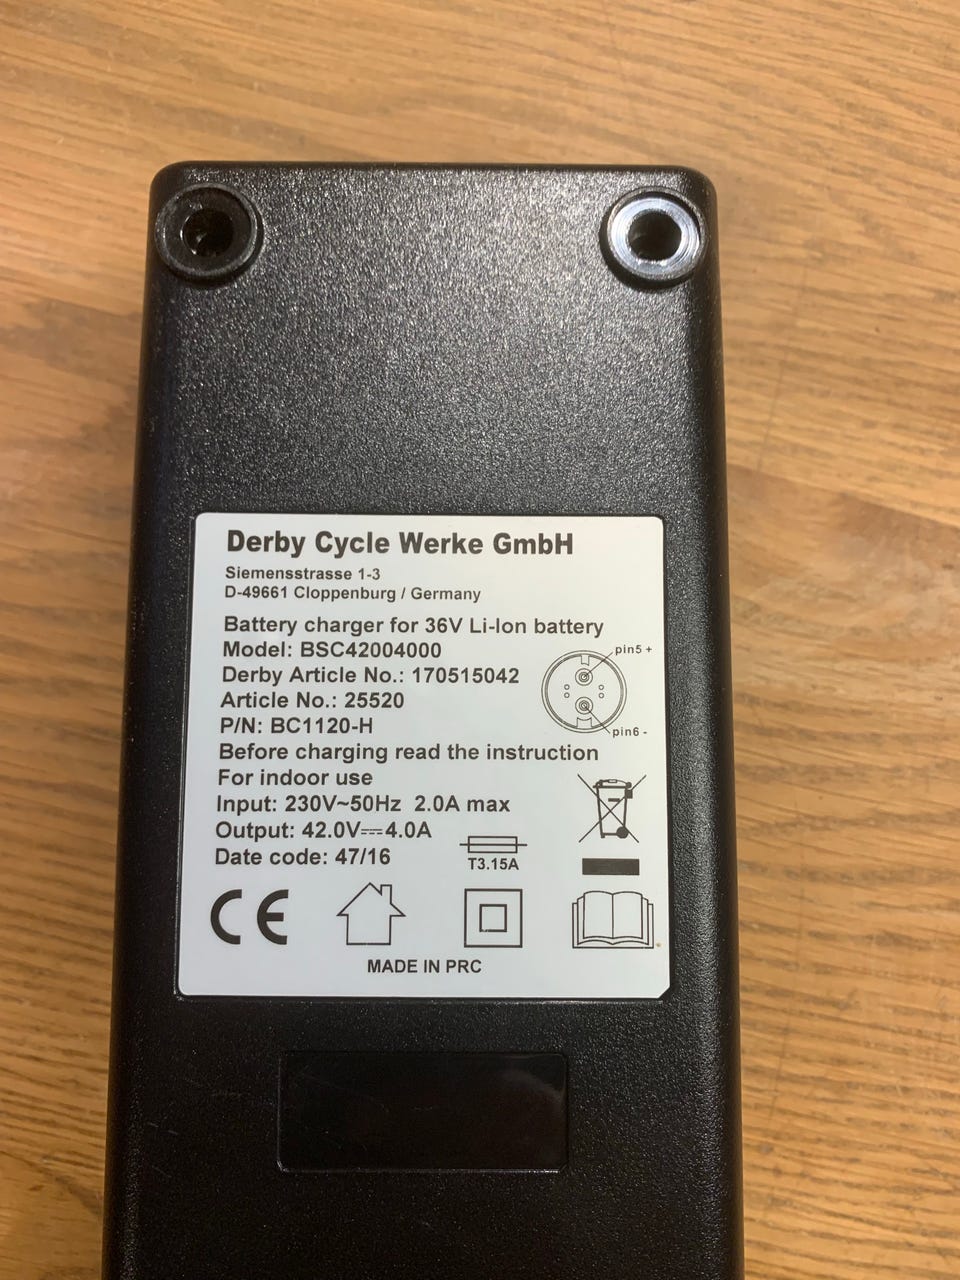 Derby Cycle Werke GmbH
Siemensstrasse 1-3
D-49661 Cloppenburg / Germany
Battery charger for 36V Li-Ion battery
Model: BSC42004000
Derby Article No.: 170515042
Article No.: 25520
P/N: BC1120-H
pin5 +
pin6 -
Before charging read the instruction
For indoor use
Input: 230V~50Hz 2.0A max
Output: 42.0V⎓4.0A
Date code: 47/16
T3.15A
CE
MADE IN PRC